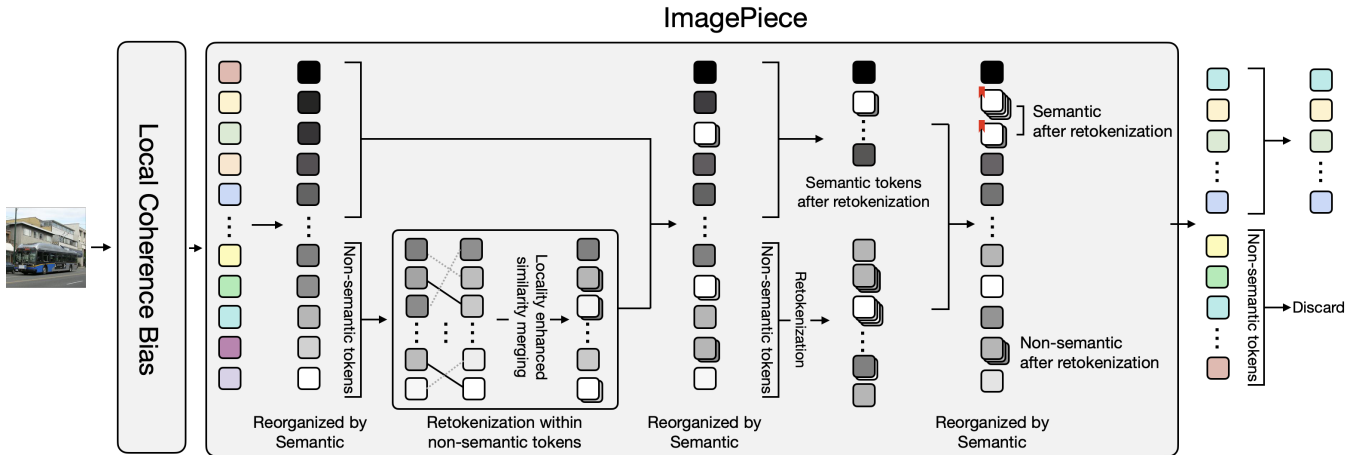 ImagePiece
Local Coherence Bias
Non-semantic tokens
Locality enhanced
similarity merging
Non-semantic tokens
Retokenization
Semantic tokens
after retokenization
Semantic
after retokenization
Non-semantic
after retokenization
Non-semantic tokens
Discard
Reorganized by
Semantic
Retokenization within
non-semantic tokens
Reorganized by
Semantic
Reorganized by
Semantic